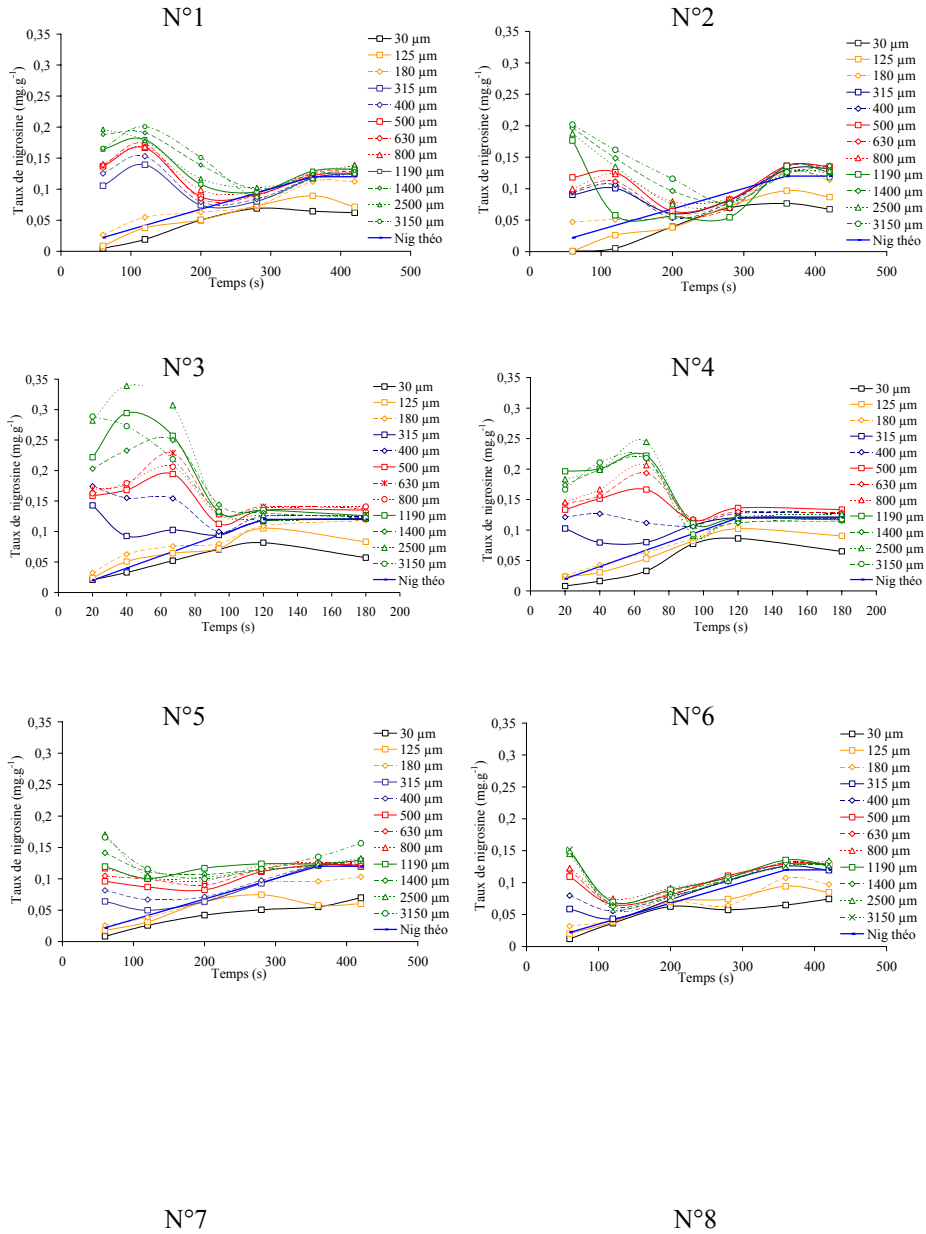 N°1
Taux de nigrosine (mg.g-1)
0,35
0,3
0,25
0,2
0,15
0,1
0,05
0
0 100 200 300 400 500
Temps (s)
30 µm
125 µm
180 µm
315 µm
400 µm
500 µm
630 µm
800 µm
1190 µm
1400 µm
2500 µm
3150 µm
Nig théo
N°2
Taux de nigrosine (mg.g-1)
0,35
0,3
0,25
0,2
0,15
0,1
0,05
0
0 100 200 300 400 500
Temps (s)
30 µm
125 µm
180 µm
315 µm
400 µm
500 µm
630 µm
800 µm
1190 µm
1400 µm
2500 µm
3150 µm
Nig théo
N°3
Taux de nigrosine (mg.g-1)
0,35
0,3
0,25
0,2
0,15
0,1
0,05
0
0 20 40 60 80 100 120 140 160 180 200
Temps (s)
30 µm
125 µm
180 µm
315 µm
400 µm
500 µm
630 µm
800 µm
1190 µm
1400 µm
2500 µm
3150 µm
Nig théo
N°4
Taux de nigrosine (mg.g-1)
0,35
0,3
0,25
0,2
0,15
0,1
0,05
0
0 20 40 60 80 100 120 140 160 180 200
Temps (s)
30 µm
125 µm
180 µm
315 µm
400 µm
500 µm
630 µm
800 µm
1190 µm
1400 µm
2500 µm
3150 µm
Nig théo
N°5
Taux de nigrosine (mg.g-1)
0,35
0,3
0,25
0,2
0,15
0,1
0,05
0
0 100 200 300 400 500
Temps (s)
30 µm
125 µm
180 µm
315 µm
400 µm
500 µm
630 µm
800 µm
1190 µm
1400 µm
2500 µm
3150 µm
Nig théo
N°6
Taux de nigrosine (mg.g-1)
0,35
0,3
0,25
0,2
0,15
0,1
0,05
0
0 100 200 300 400 500
Temps (s)
30 µm
125 µm
180 µm
315 µm
400 µm
500 µm
630 µm
800 µm
1190 µm
1400 µm
2500 µm
3150 µm
Nig théo
N°7
N°8